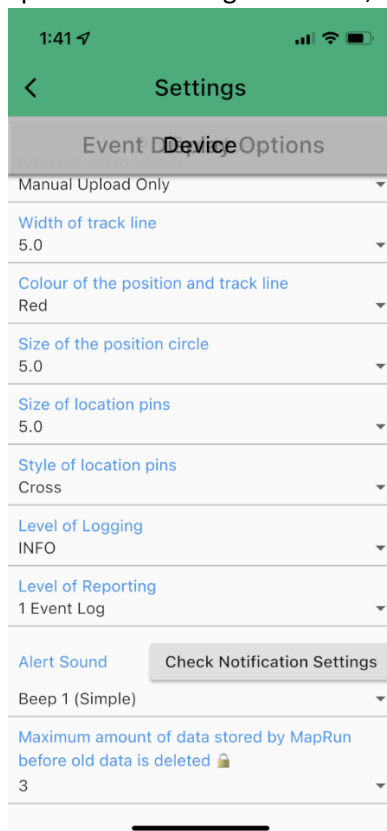 1:41
Settings
Event Display Options
Device
Manual Upload Only
Width of track line
5.0
Colour of the position and track line
Red
Size of the position circle
5.0
Size of location pins
5.0
Style of location pins
Cross
Level of Logging
INFO
Level of Reporting
1 Event Log
Alert Sound
Check Notification Settings
Beep 1 (Simple)
Maximum amount of data stored by MapRun
before old data is deleted 🔒
3